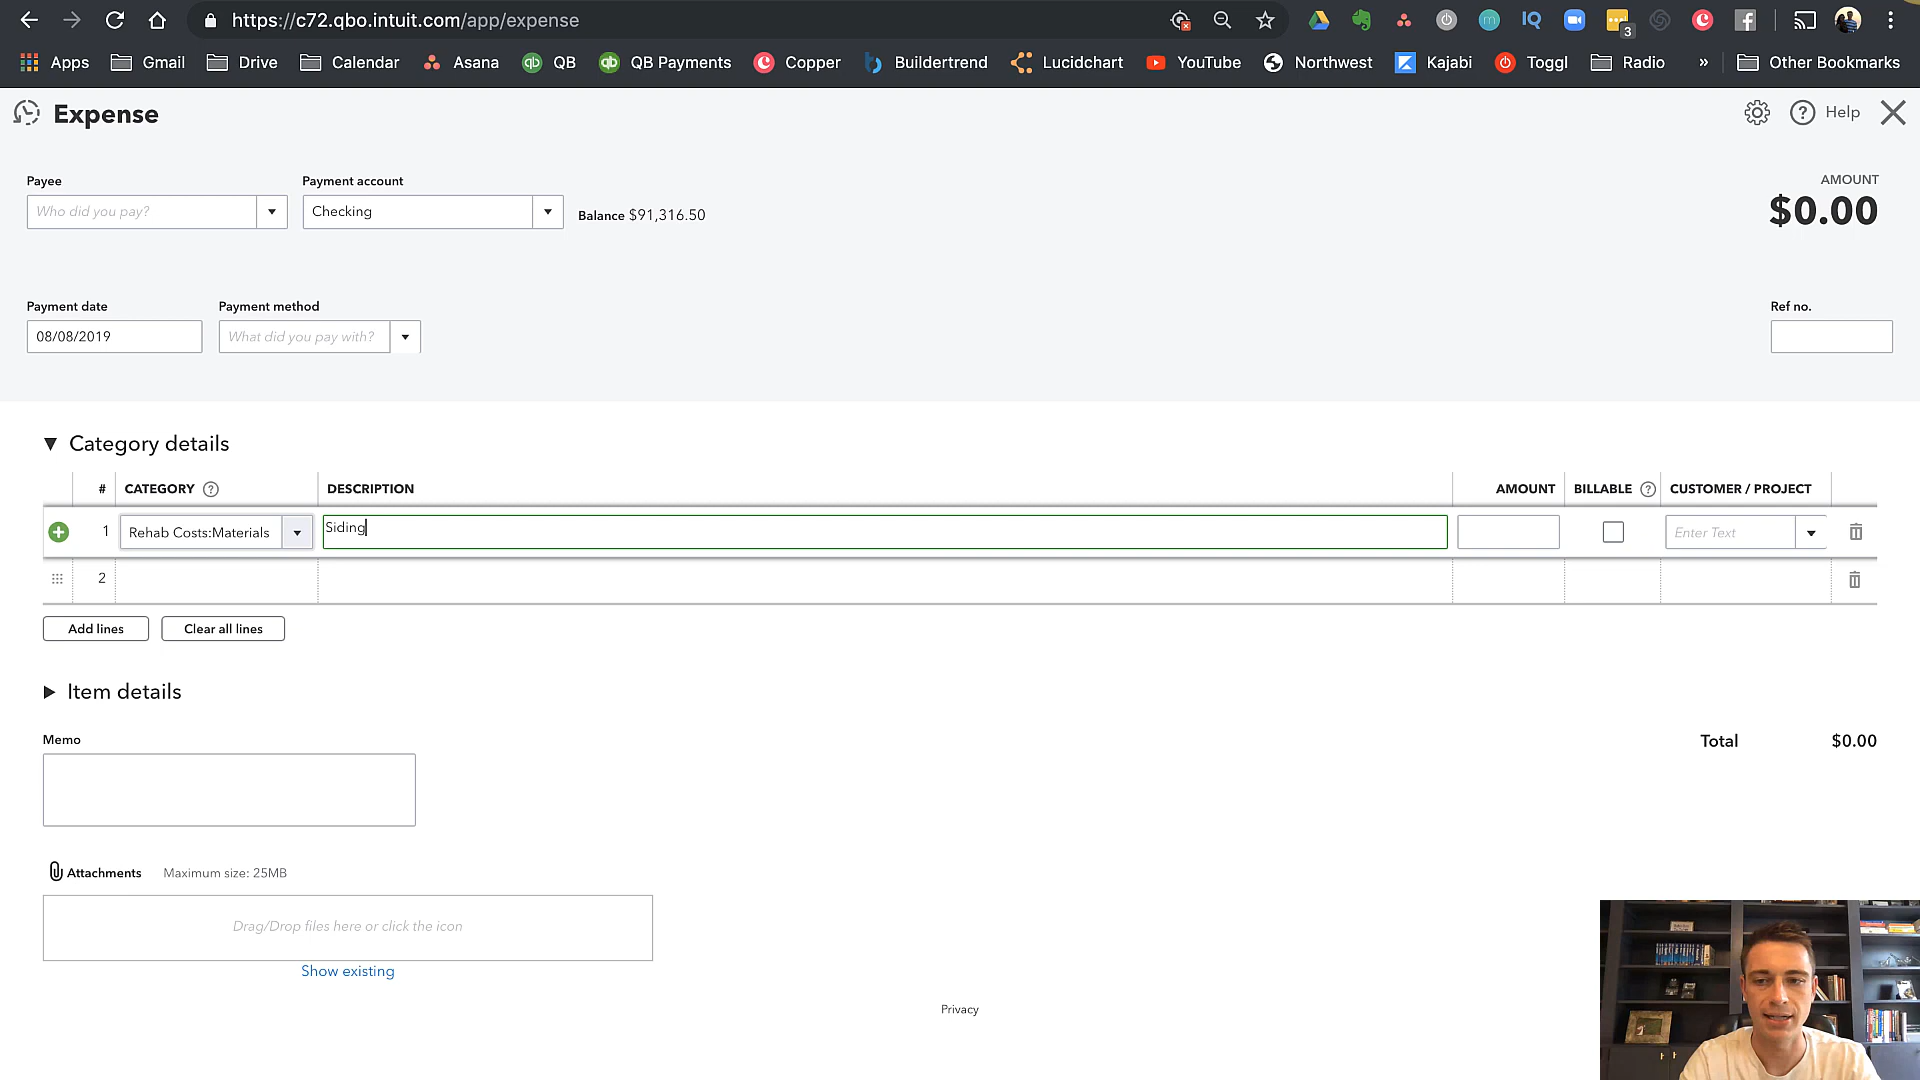 https://c72.qbo.intuit.com/app/expense
3
Apps Gmail Drive Calendar Asana QB QB Payments Copper Buildertrend Lucidchart YouTube Northwest Kajabi Toggl Radio » Other Bookmarks
Expense
Help
Payee Payment account
AMOUNT
Who did you pay? Checking Balance $91,316.50
$0.00
Payment date Payment method Ref no.
08/08/2019 What did you pay with?
Category details
# CATEGORY DESCRIPTION AMOUNT BILLABLE CUSTOMER / PROJECT
1 Rehab Costs:Materials Siding Enter Text
2
Add lines Clear all lines
Item details
Memo Total $0.00
Attachments Maximum size: 25MB
Drag/Drop files here or click the icon
Show existing
Privacy